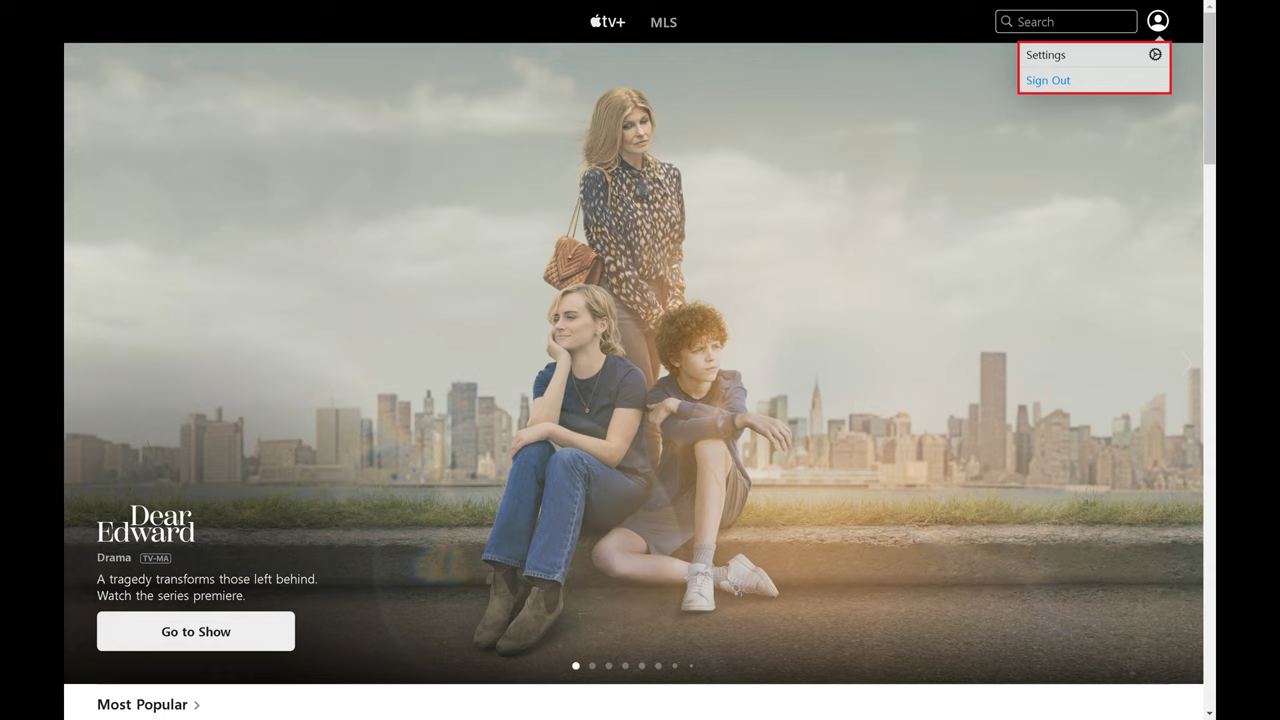 tv+
MLS
Search
Settings
Sign Out
Dear
Edward
Drama TV-MA
A tragedy transforms those left behind.
Watch the series premiere.
Go to Show
Most Popular